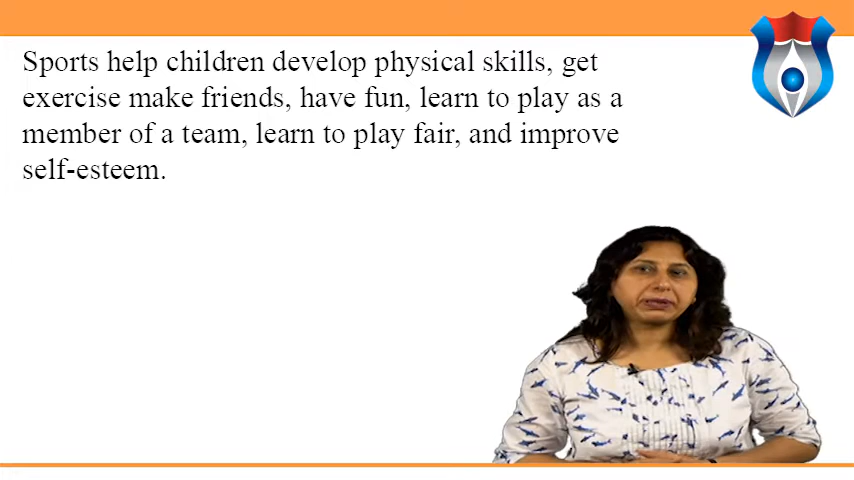 Sports help children develop physical skills, get
exercise make friends, have fun, learn to play as a
member of a team, learn to play fair, and improve
self-esteem.